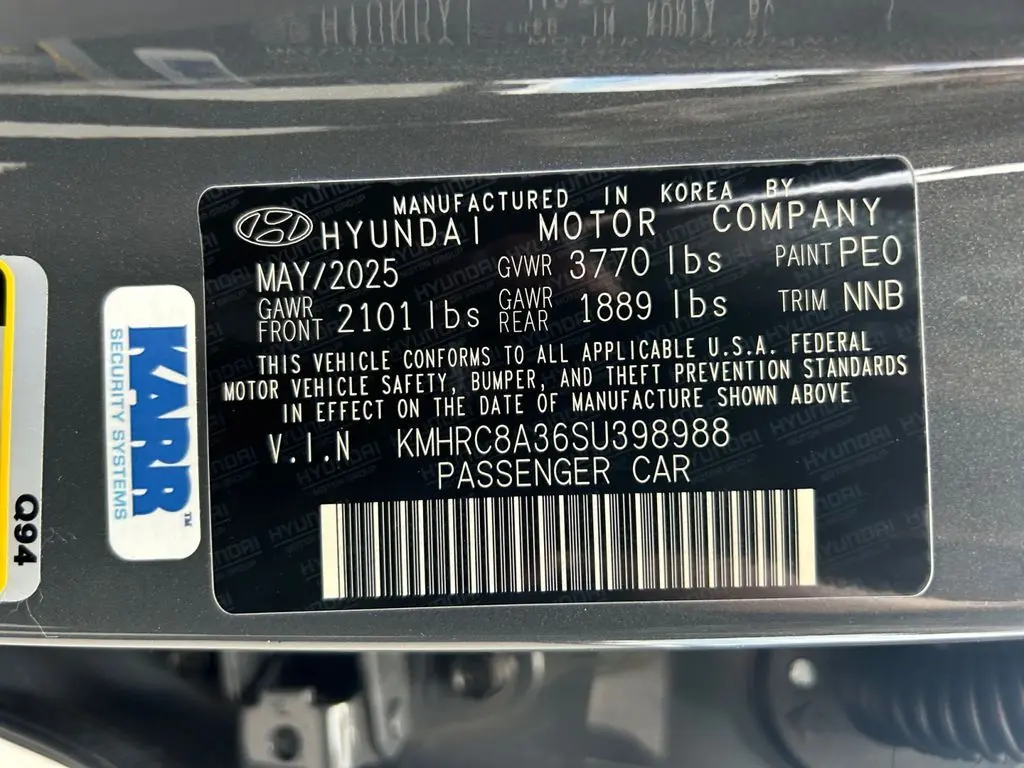 MANUFACTURED IN KOREA BY
HYUNDAI MOTOR COMPANY
MAY/2025 GVWR 3770 lbs PAINT PE0
GAWR FRONT 2101 lbs GAWR REAR 1889 lbs TRIM NNB
THIS VEHICLE CONFORMS TO ALL APPLICABLE U.S.A. FEDERAL
MOTOR VEHICLE SAFETY, BUMPER, AND THEFT PREVENTION STANDARDS
IN EFFECT ON THE DATE OF MANUFACTURE SHOWN ABOVE
V.I.N KMHRC8A36SU398988
PASSENGER CAR
KARR™
SECURITY SYSTEMS
Q94